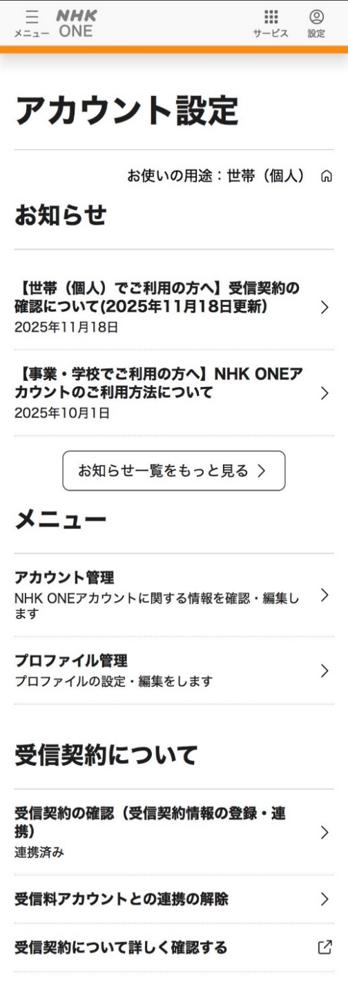 NHK
メニュー ONE サービス 設定
アカウント設定
お使いの用途：世帯（個人）
お知らせ
【世帯（個人）でご利用の方へ】受信契約の
確認について(2025年11月18日更新）
2025年11月18日
【事業・学校でご利用の方へ】NHK ONEア
カウントのご利用方法について
2025年10月1日
お知らせ一覧をもっと見る
メニュー
アカウント管理
NHK ONEアカウントに関する情報を確認・編集し
ます
プロファイル管理
プロファイルの設定・編集をします
受信契約について
受信契約の確認（受信契約情報の登録・連
携）
連携済み
受信料アカウントとの連携の解除
受信契約について詳しく確認する